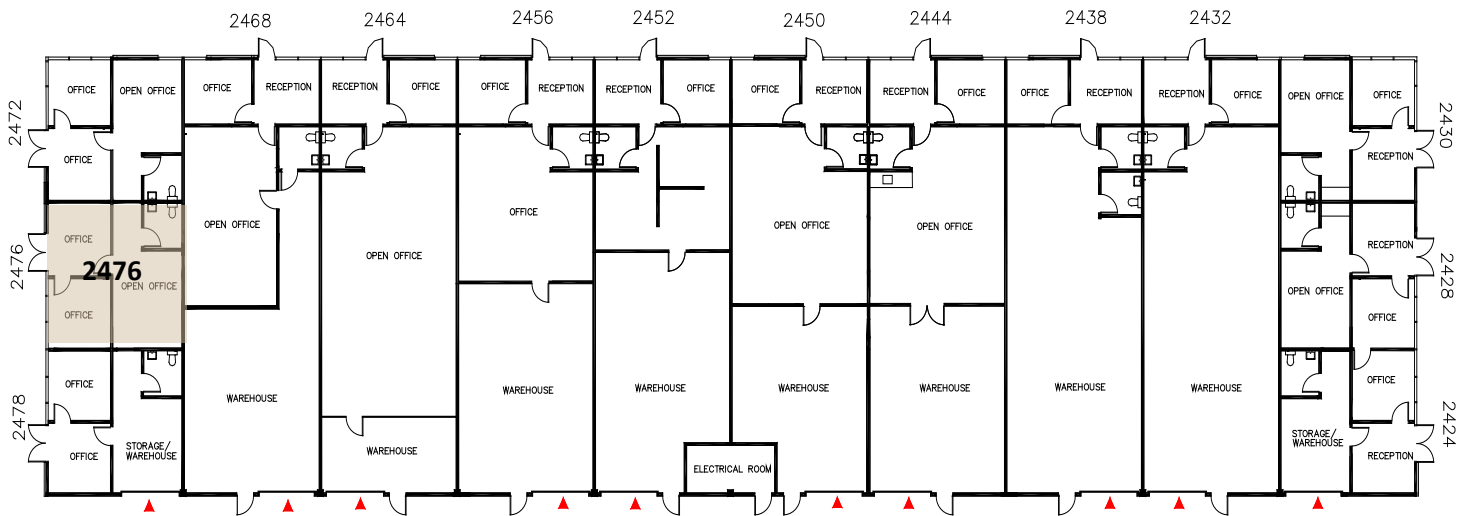 2468
2464
2456
2452
2450
2444
2438
2432
OFFICE
OPEN OFFICE
OFFICE
RECEPTION
RECEPTION
OFFICE
OFFICE
RECEPTION
RECEPTION
OFFICE
OFFICE
RECEPTION
RECEPTION
OFFICE
OFFICE
RECEPTION
RECEPTION
OFFICE
OPEN OFFICE
OFFICE
2472
OFFICE
RECEPTION
2430
OFFICE
OPEN OFFICE
OPEN OFFICE
OFFICE
OPEN OFFICE
OPEN OFFICE
RECEPTION
2476
2476
OPEN OFFICE
OPEN OFFICE
2428
OFFICE
OFFICE
OFFICE
WAREHOUSE
WAREHOUSE
WAREHOUSE
WAREHOUSE
WAREHOUSE
WAREHOUSE
WAREHOUSE
OFFICE
2478
STORAGE/
WAREHOUSE
OFFICE
WAREHOUSE
ELECTRICAL ROOM
STORAGE/
WAREHOUSE
RECEPTION
2424